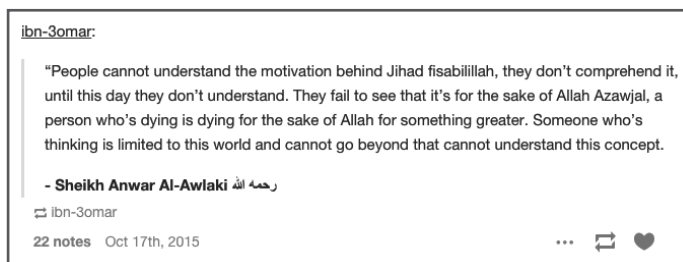 ibn-3omar:
“People cannot understand the motivation behind Jihad fisabilillah, they don’t comprehend it,
until this day they don’t understand. They fail to see that it’s for the sake of Allah Azawjal, a
person who’s dying is dying for the sake of Allah for something greater. Someone who’s
thinking is limited to this world and cannot go beyond that cannot understand this concept.
- Sheikh Anwar Al-Awlaki رحمه الله
ibn-3omar
22 notes Oct 17th, 2015